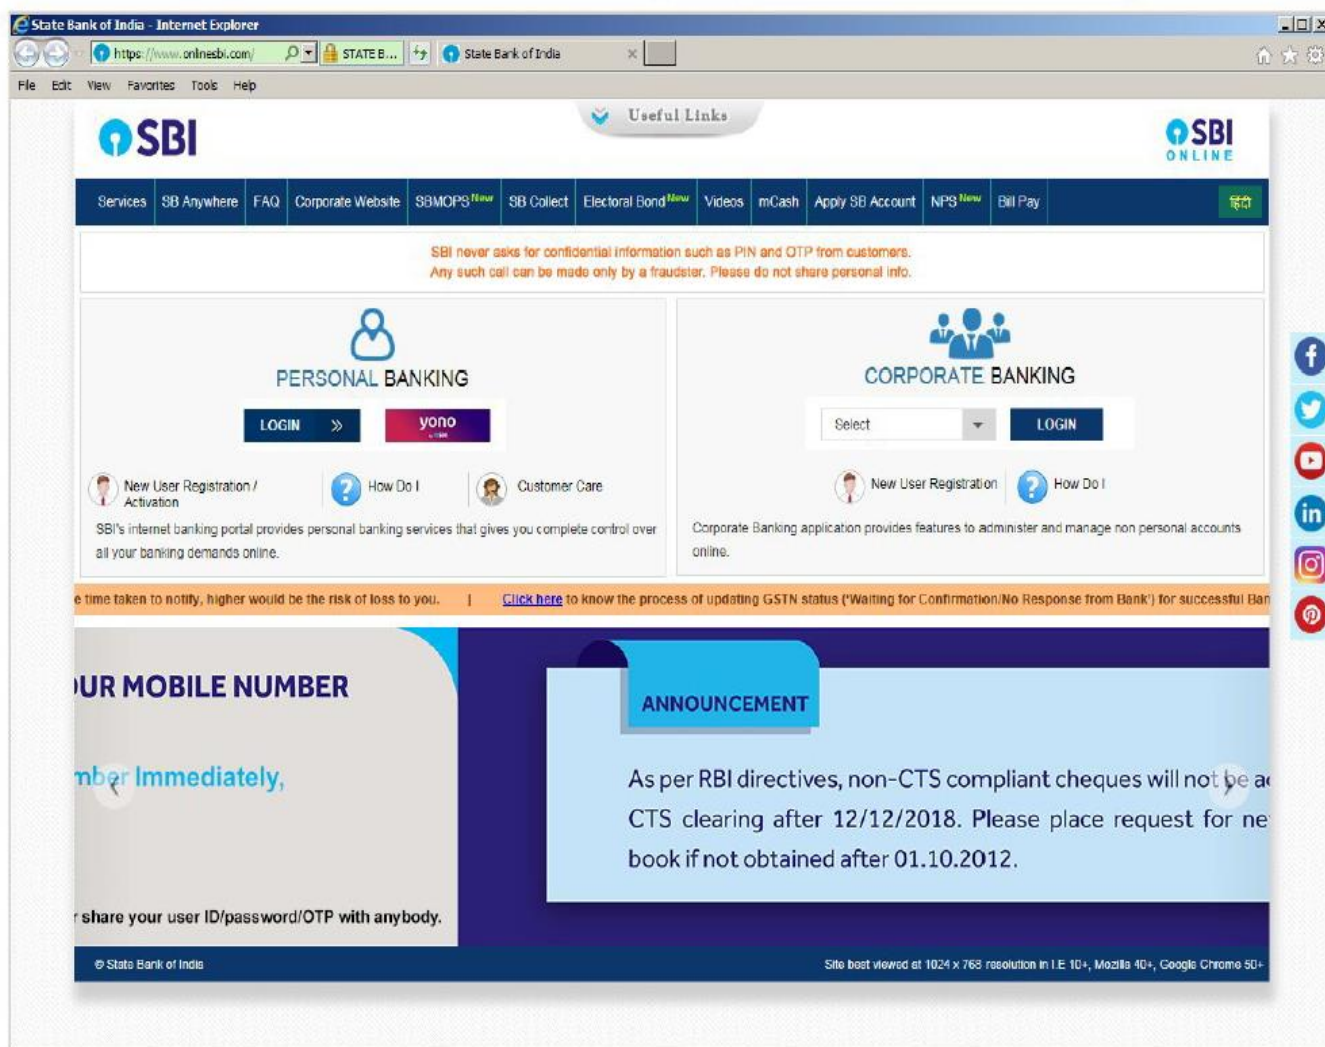 State Bank of India - Internet Explorer
https://www.onlinesbi.com/ STATE B... State Bank of India
File Edit View Favorites Tools Help
Useful Links
SBI
SBI
ONLINE
Services SB Anywhere FAQ Corporate Website SBMOPS New SB Collect Electoral Bond New Videos mCash Apply SB Account NPS New Bill Pay हिंदी
SBI never asks for confidential information such as PIN and OTP from customers.
Any such call can be made only by a fraudster. Please do not share personal info.
PERSONAL BANKING
LOGIN »
yono
New User Registration /
Activation
How Do I
Customer Care
SBI's internet banking portal provides personal banking services that gives you complete control over
all your banking demands online.
CORPORATE BANKING
Select
LOGIN
New User Registration
How Do I
Corporate Banking application provides features to administer and manage non personal accounts
online.
e time taken to notify, higher would be the risk of loss to you. | Click here to know the process of updating GSTN status ('Waiting for Confirmation/No Response from Bank') for successful Ban
OUR MOBILE NUMBER
mber Immediately,
r share your user ID/password/OTP with anybody.
ANNOUNCEMENT
As per RBI directives, non-CTS compliant cheques will not be ac
CTS clearing after 12/12/2018. Please place request for ne
book if not obtained after 01.10.2012.
© State Bank of India
Site best viewed at 1024 x 768 resolution in I.E 10+, Mozilla 40+, Google Chrome 50+